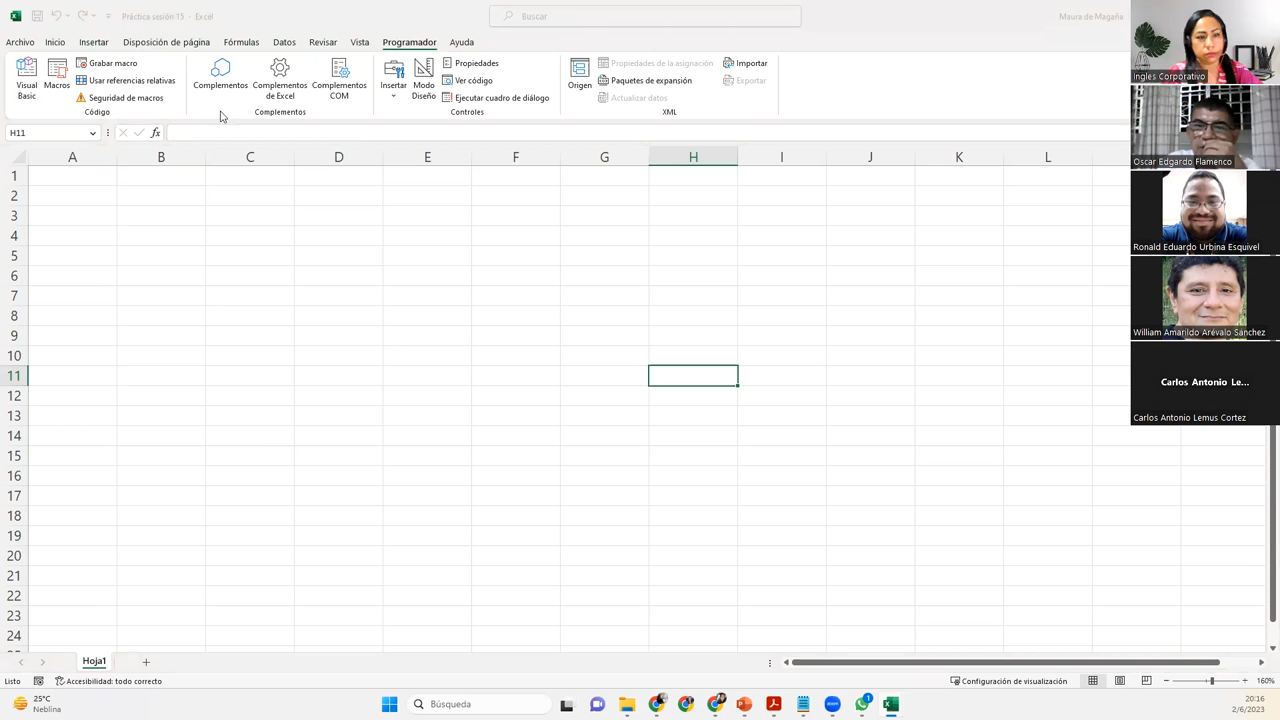 Práctica sesión 15 - Excel
Buscar
Maura de Magaña
Archivo Inicio Insertar Disposición de página Fórmulas Datos Revisar Vista Programador Ayuda
Visual Basic
Macros
Grabar macro
Usar referencias relativas
Seguridad de macros
Código
Complementos
Complementos de Excel
Complementos COM
Complementos
Insertar
Modo Diseño
Propiedades
Ver código
Ejecutar cuadro de diálogo
Controles
Origen
Propiedades de la asignación
Paquetes de expansión
Actualizar datos
Importar
Exportar
XML
H11
fx
A B C D E F G H I J K L
1
2
3
4
5
6
7
8
9
10
11
12
13
14
15
16
17
18
19
20
21
22
23
24
Ingles Corporativo
Oscar Edgardo Flamenco
Ronald Eduardo Urbina Esquivel
William Amarildo Arévalo Sánchez
Carlos Antonio Le...
Carlos Antonio Lemus Cortez
Hoja1
Listo
Accesibilidad: todo correcto
Configuración de visualización
160%
25°C
Neblina
Búsqueda
zoom
1
20:16
2/6/2023